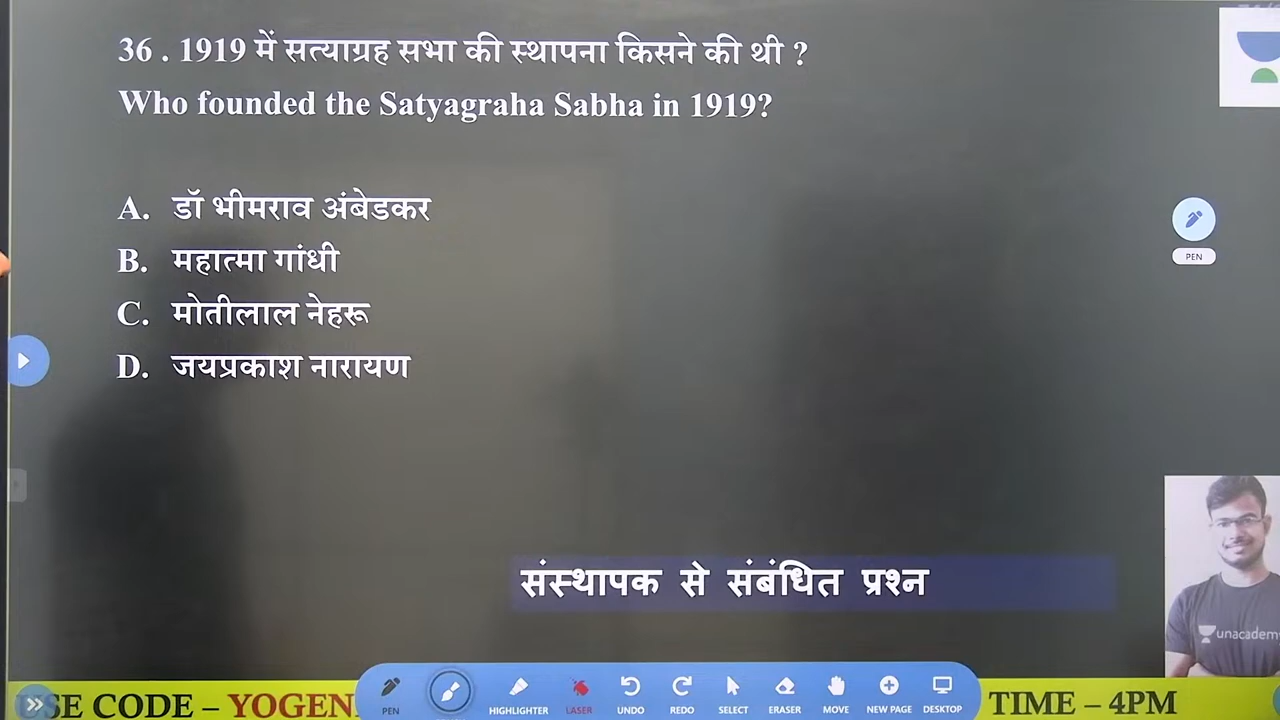 36 . 1919 में सत्याग्रह सभा की स्थापना किसने की थी ?
Who founded the Satyagraha Sabha in 1919?
A. डॉ भीमराव अंबेडकर
B. महात्मा गांधी
C. मोतीलाल नेहरू
D. जयप्रकाश नारायण
PEN
संस्थापक से संबंधित प्रश्न
unacadem
SE CODE – YOGEN
TIME – 4PM
PEN
HIGHLIGHTER
LASER
UNDO
REDO
SELECT
ERASER
MOVE
NEW PAGE
DESKTOP